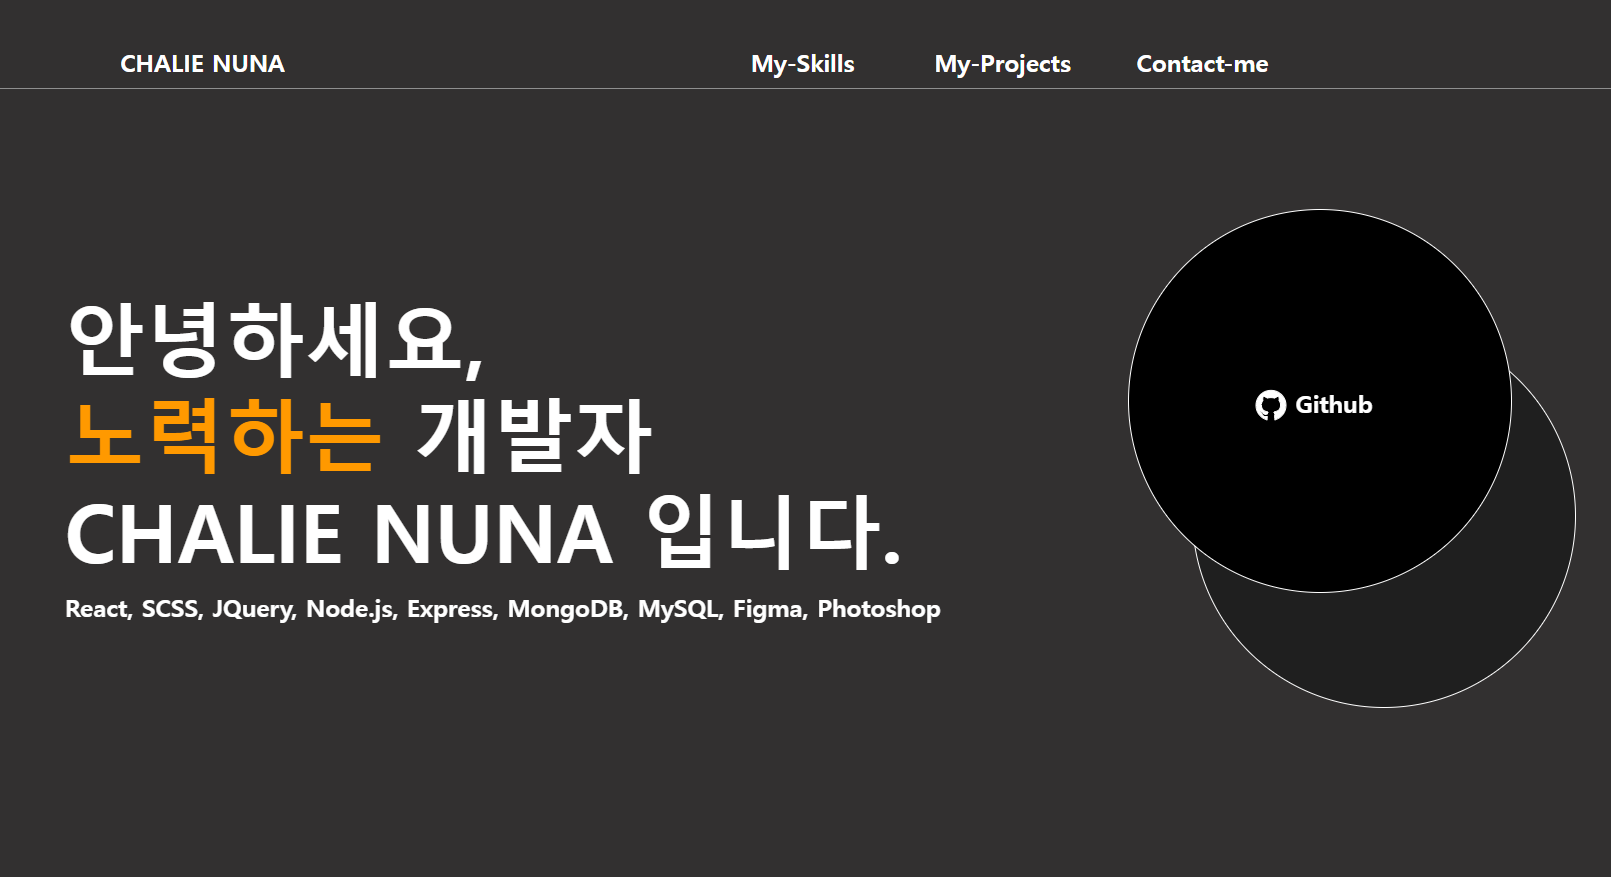 CHALIE NUNA
My-Skills
My-Projects
Contact-me
안녕하세요,
노력하는 개발자
CHALIE NUNA 입니다.
React, SCSS, JQuery, Node.js, Express, MongoDB, MySQL, Figma, Photoshop
Github